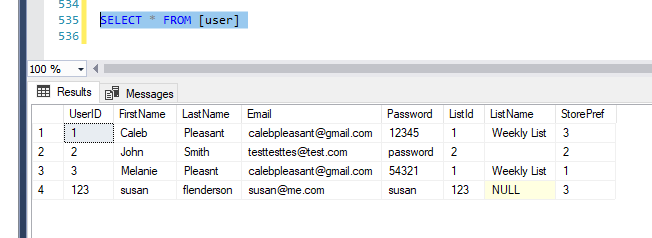 534
535 SELECT * FROM [user]
536
100 %
Results Messages
UserID FirstName LastName Email Password ListId ListName StorePref
1 1 Caleb Pleasant calebpleasant@gmail.com 12345 1 Weekly List 3
2 2 John Smith testtesttes@test.com password 2 2
3 3 Melanie Pleasnt calebpleasant@gmail.com 54321 1 Weekly List 1
4 123 susan flenderson susan@me.com susan 123 NULL 3